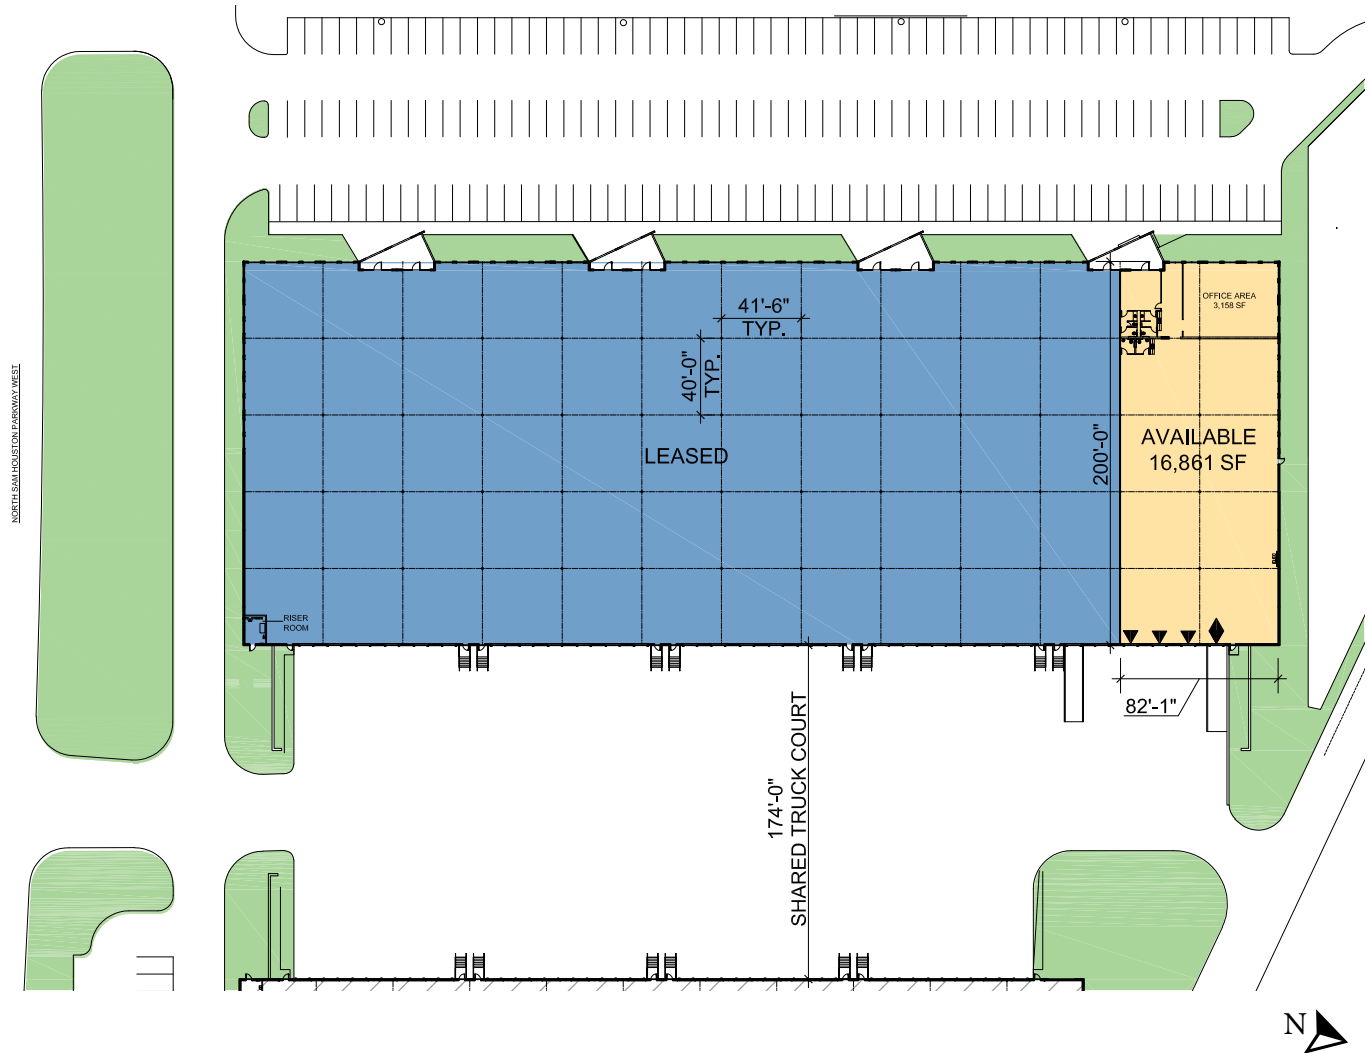 OFFICE AREA
3,158 SF
41'-6"
TYP.
40'-0"
TYP.
NORTH SAM HOUSTON PARKWAY WEST
LEASED
200'-0"
AVAILABLE
16,861 SF
RISER
ROOM
82'-1"
174'-0"
SHARED TRUCK COURT
N